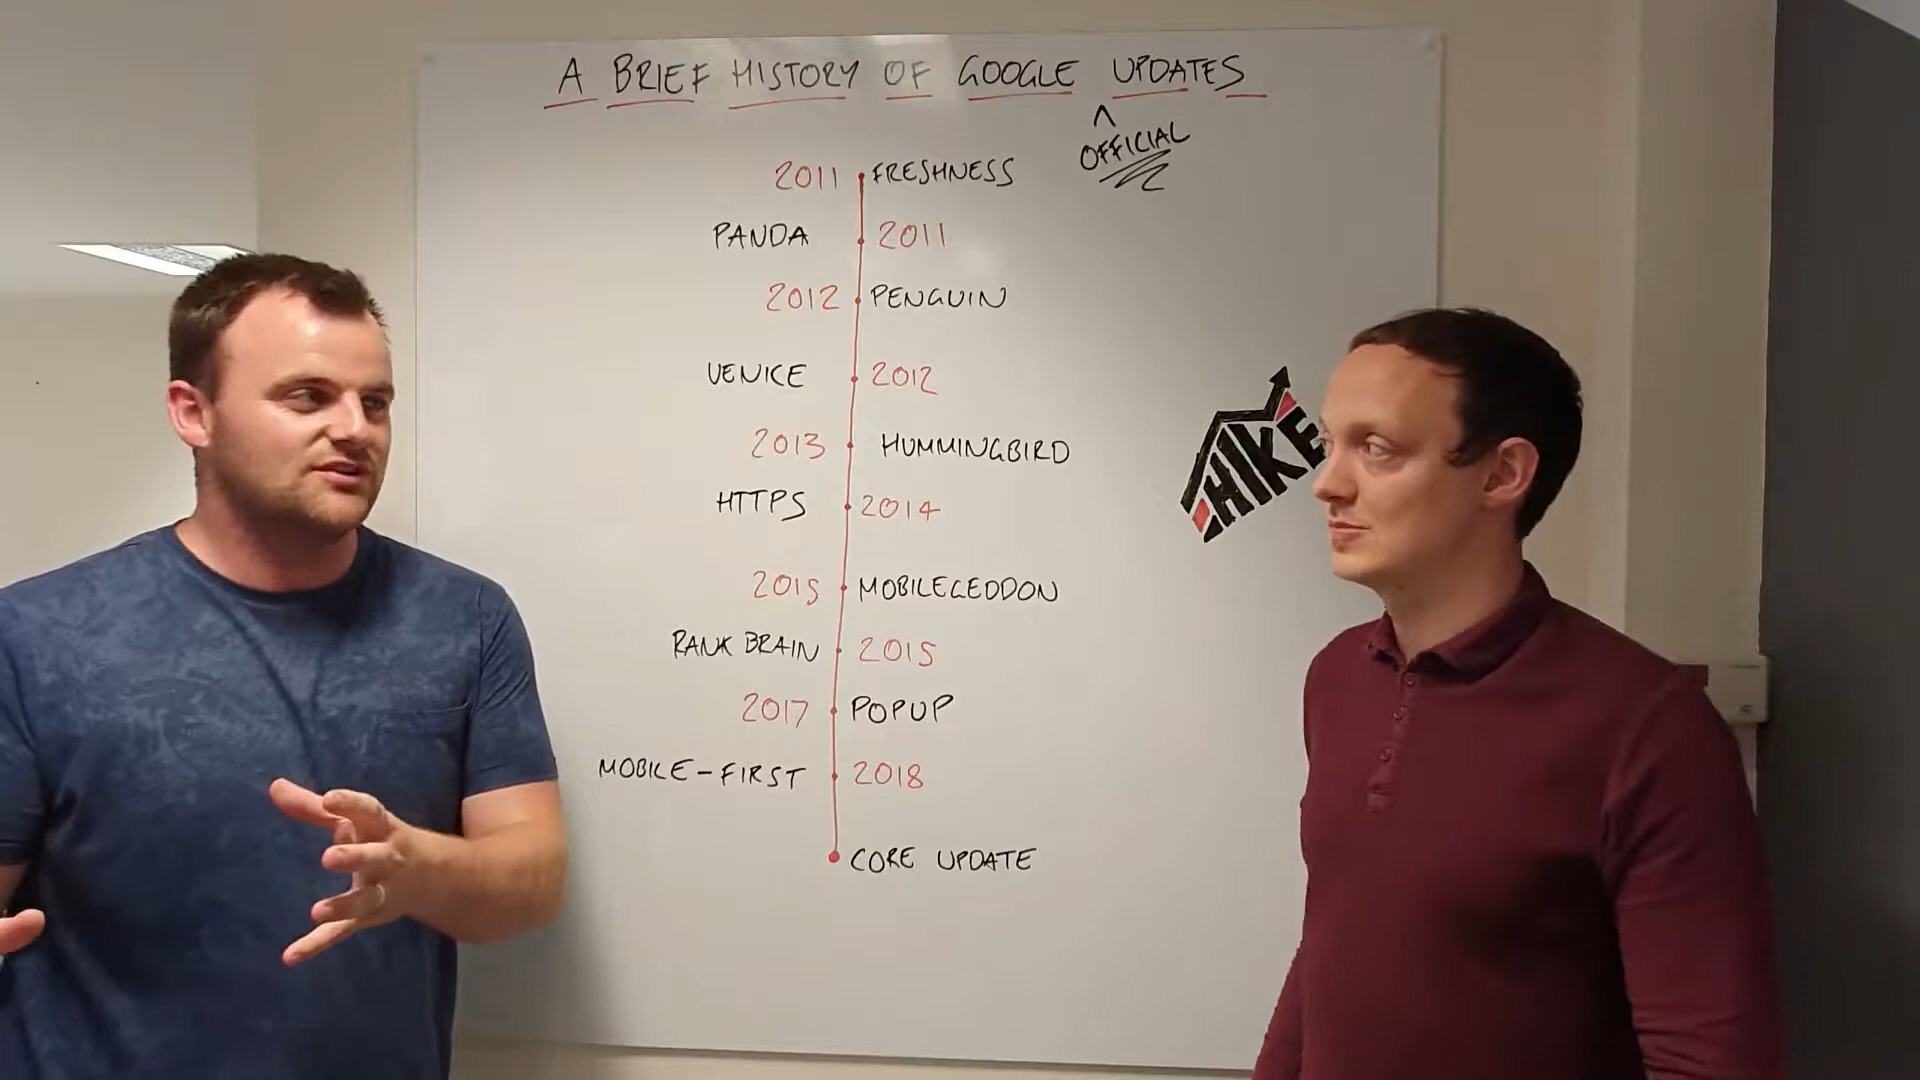 A BRIEF HISTORY OF GOOGLE UPDATES
^
OFFICIAL
2011 FRESHNESS
PANDA 2011
2012 PENGUIN
VENICE 2012
2013 HUMMINGBIRD
HTTPS 2014
HIKE
2015 MOBILEGEDDON
RANK BRAIN 2015
2017 POPUP
MOBILE-FIRST 2018
CORE UPDATE